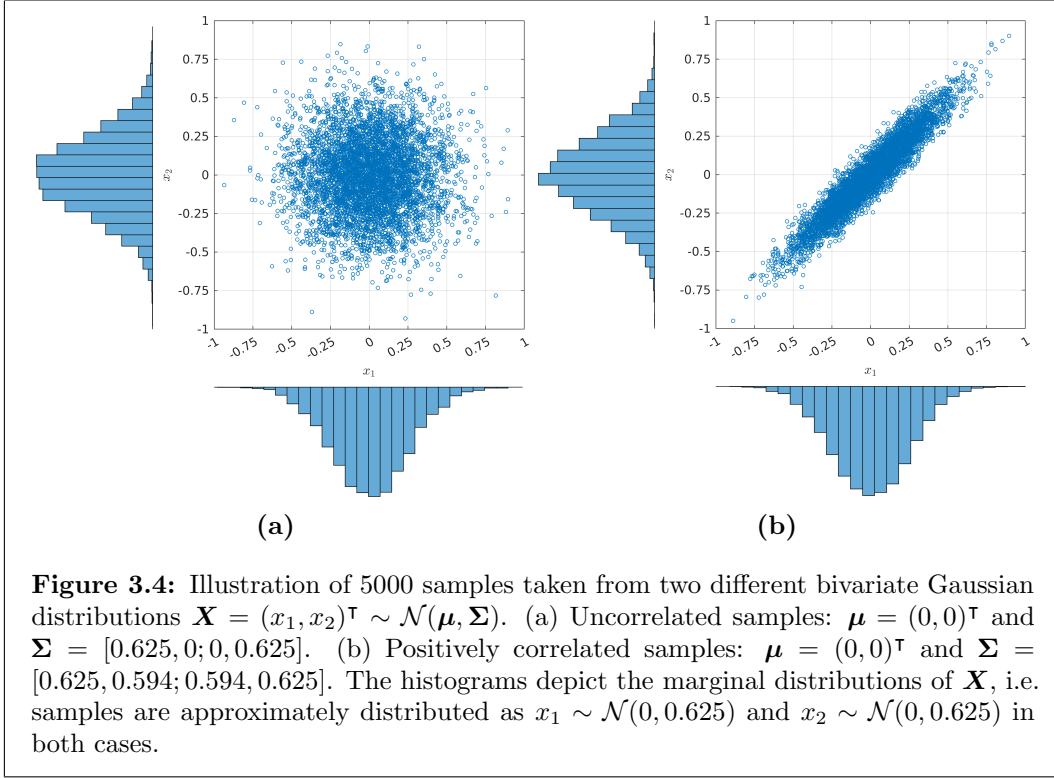 1
0.75
0.5
0.25
0
-0.25
-0.5
-0.75
-1
x₂
-1 -0.75 -0.5 -0.25 0 0.25 0.5 0.75 1
x₁
(a)
1
0.75
0.5
0.25
0
-0.25
-0.5
-0.75
-1
x₂
-1 -0.75 -0.5 -0.25 0 0.25 0.5 0.75 1
x₁
(b)
Figure 3.4: Illustration of 5000 samples taken from two different bivariate Gaussian
distributions X = (x₁, x₂)ᵀ ∼ 𝒩(μ, Σ). (a) Uncorrelated samples: μ = (0, 0)ᵀ and
Σ = [0.625, 0; 0, 0.625]. (b) Positively correlated samples: μ = (0, 0)ᵀ and Σ =
[0.625, 0.594; 0.594, 0.625]. The histograms depict the marginal distributions of X, i.e.
samples are approximately distributed as x₁ ∼ 𝒩(0, 0.625) and x₂ ∼ 𝒩(0, 0.625) in
both cases.